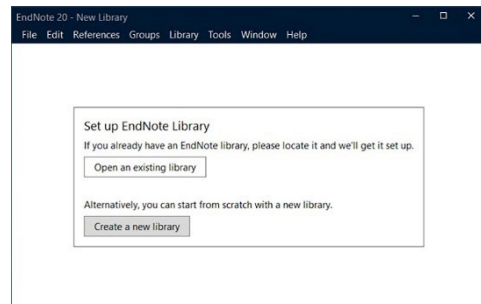 EndNote 20 - New Library
File Edit References Groups Library Tools Window Help
Set up EndNote Library
If you already have an EndNote library, please locate it and we'll get it set up.
Open an existing library
Alternatively, you can start from scratch with a new library.
Create a new library